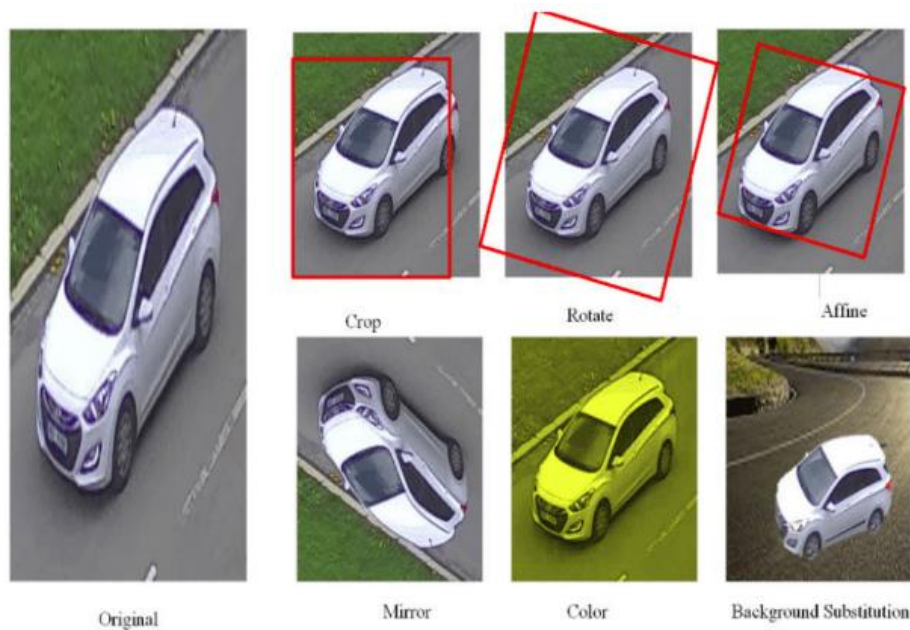 Crop
Rotate
Affine
Original
Mirror
Color
Background Substitution